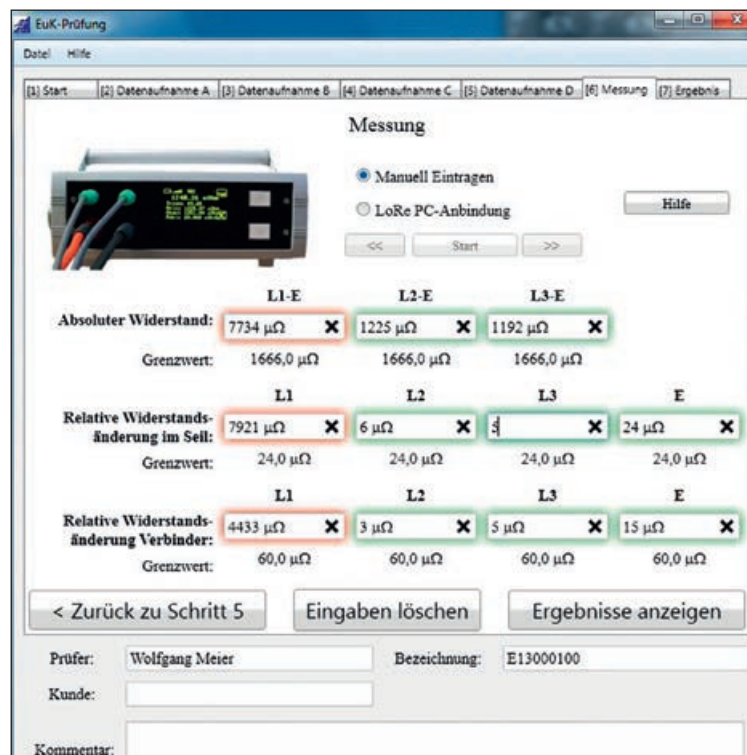 EuK-Prüfung
Datei Hilfe
[1] Start [2] Datenaufnahme A [3] Datenaufnahme B [4] Datenaufnahme C [5] Datenaufnahme D [6] Messung [7] Ergebnis
Messung
Manuell Eintragen
LoRe PC-Anbindung
Hilfe
<< Start >>
L1-E L2-E L3-E
Absoluter Widerstand: 7734 μΩ 1225 μΩ 1192 μΩ
Grenzwert: 1666,0 μΩ 1666,0 μΩ 1666,0 μΩ
L1 L2 L3 E
Relative Widerstands-
änderung im Seil: 7921 μΩ 6 μΩ 5 24 μΩ
Grenzwert: 24,0 μΩ 24,0 μΩ 24,0 μΩ 24,0 μΩ
L1 L2 L3 E
Relative Widerstands-
änderung Verbinder: 4433 μΩ 3 μΩ 5 μΩ 15 μΩ
Grenzwert: 60,0 μΩ 60,0 μΩ 60,0 μΩ 60,0 μΩ
< Zurück zu Schritt 5 Eingaben löschen Ergebnisse anzeigen
Prüfer: Wolfgang Meier Bezeichnung: E13000100
Kunde:
Kommentar: